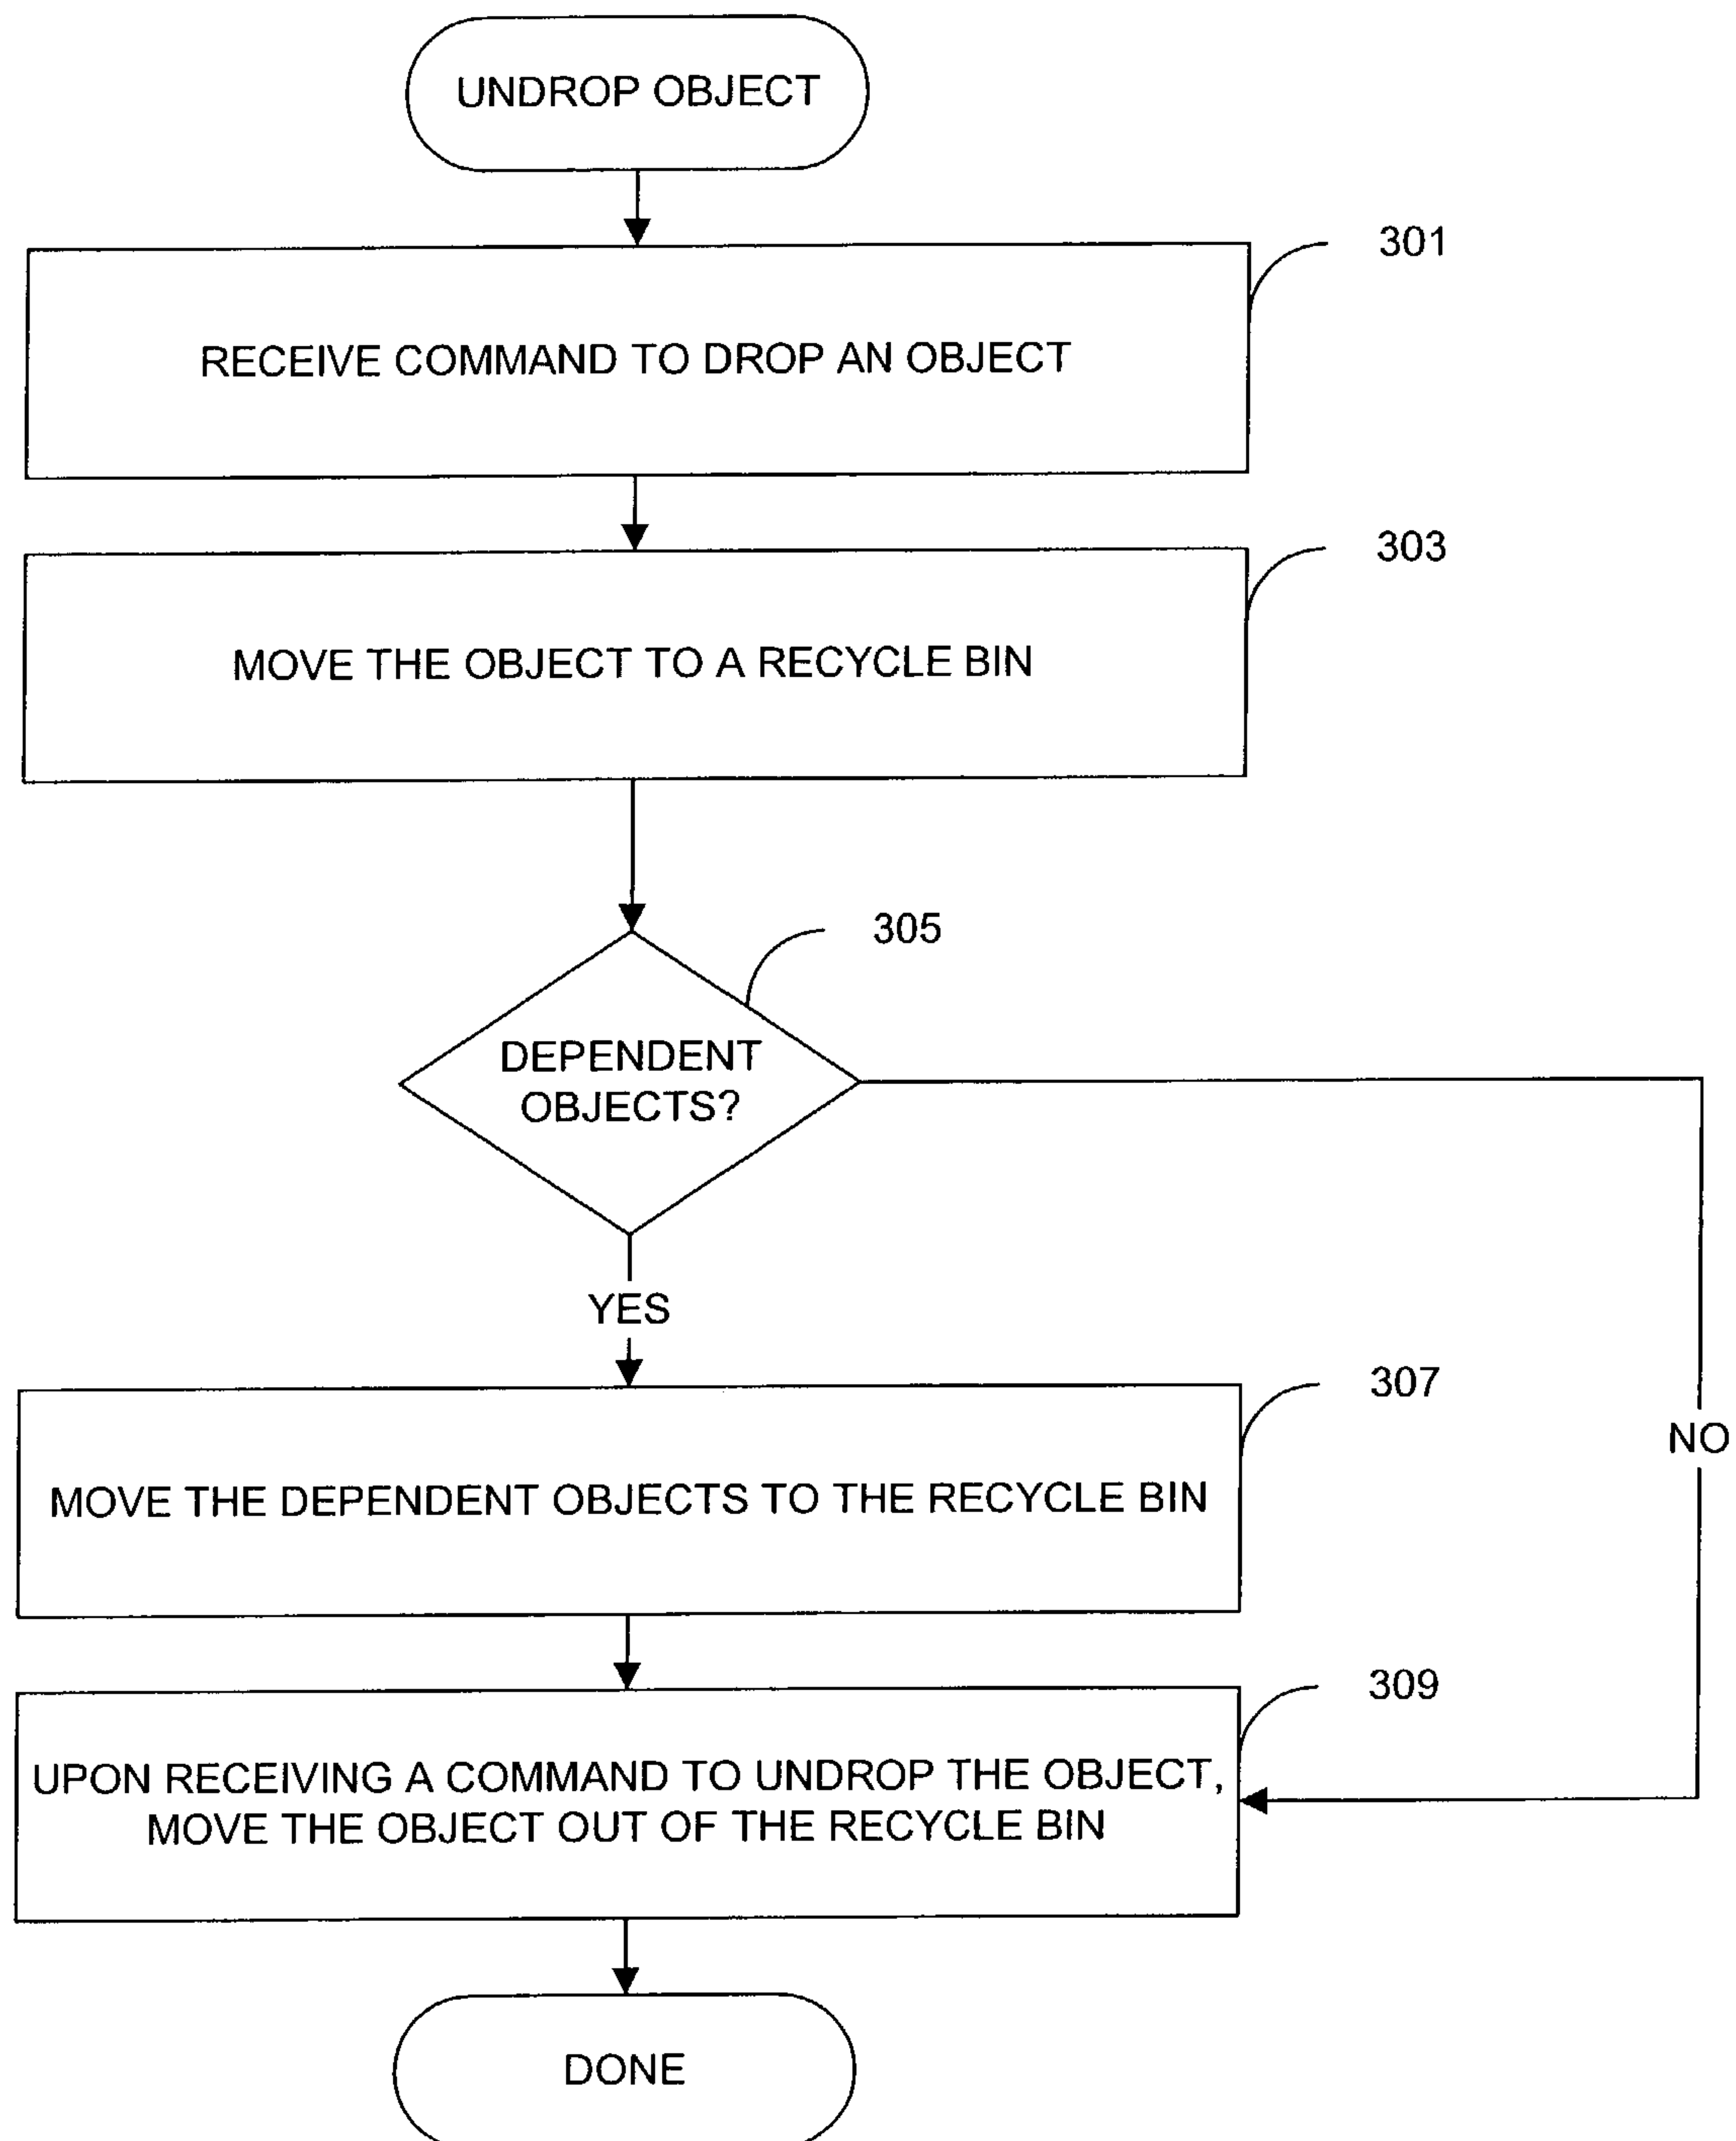 UNDROP OBJECT
301
RECEIVE COMMAND TO DROP AN OBJECT
303
MOVE THE OBJECT TO A RECYCLE BIN
305
DEPENDENT
OBJECTS?
YES
307
NO
MOVE THE DEPENDENT OBJECTS TO THE RECYCLE BIN
309
UPON RECEIVING A COMMAND TO UNDROP THE OBJECT,
MOVE THE OBJECT OUT OF THE RECYCLE BIN
DONE